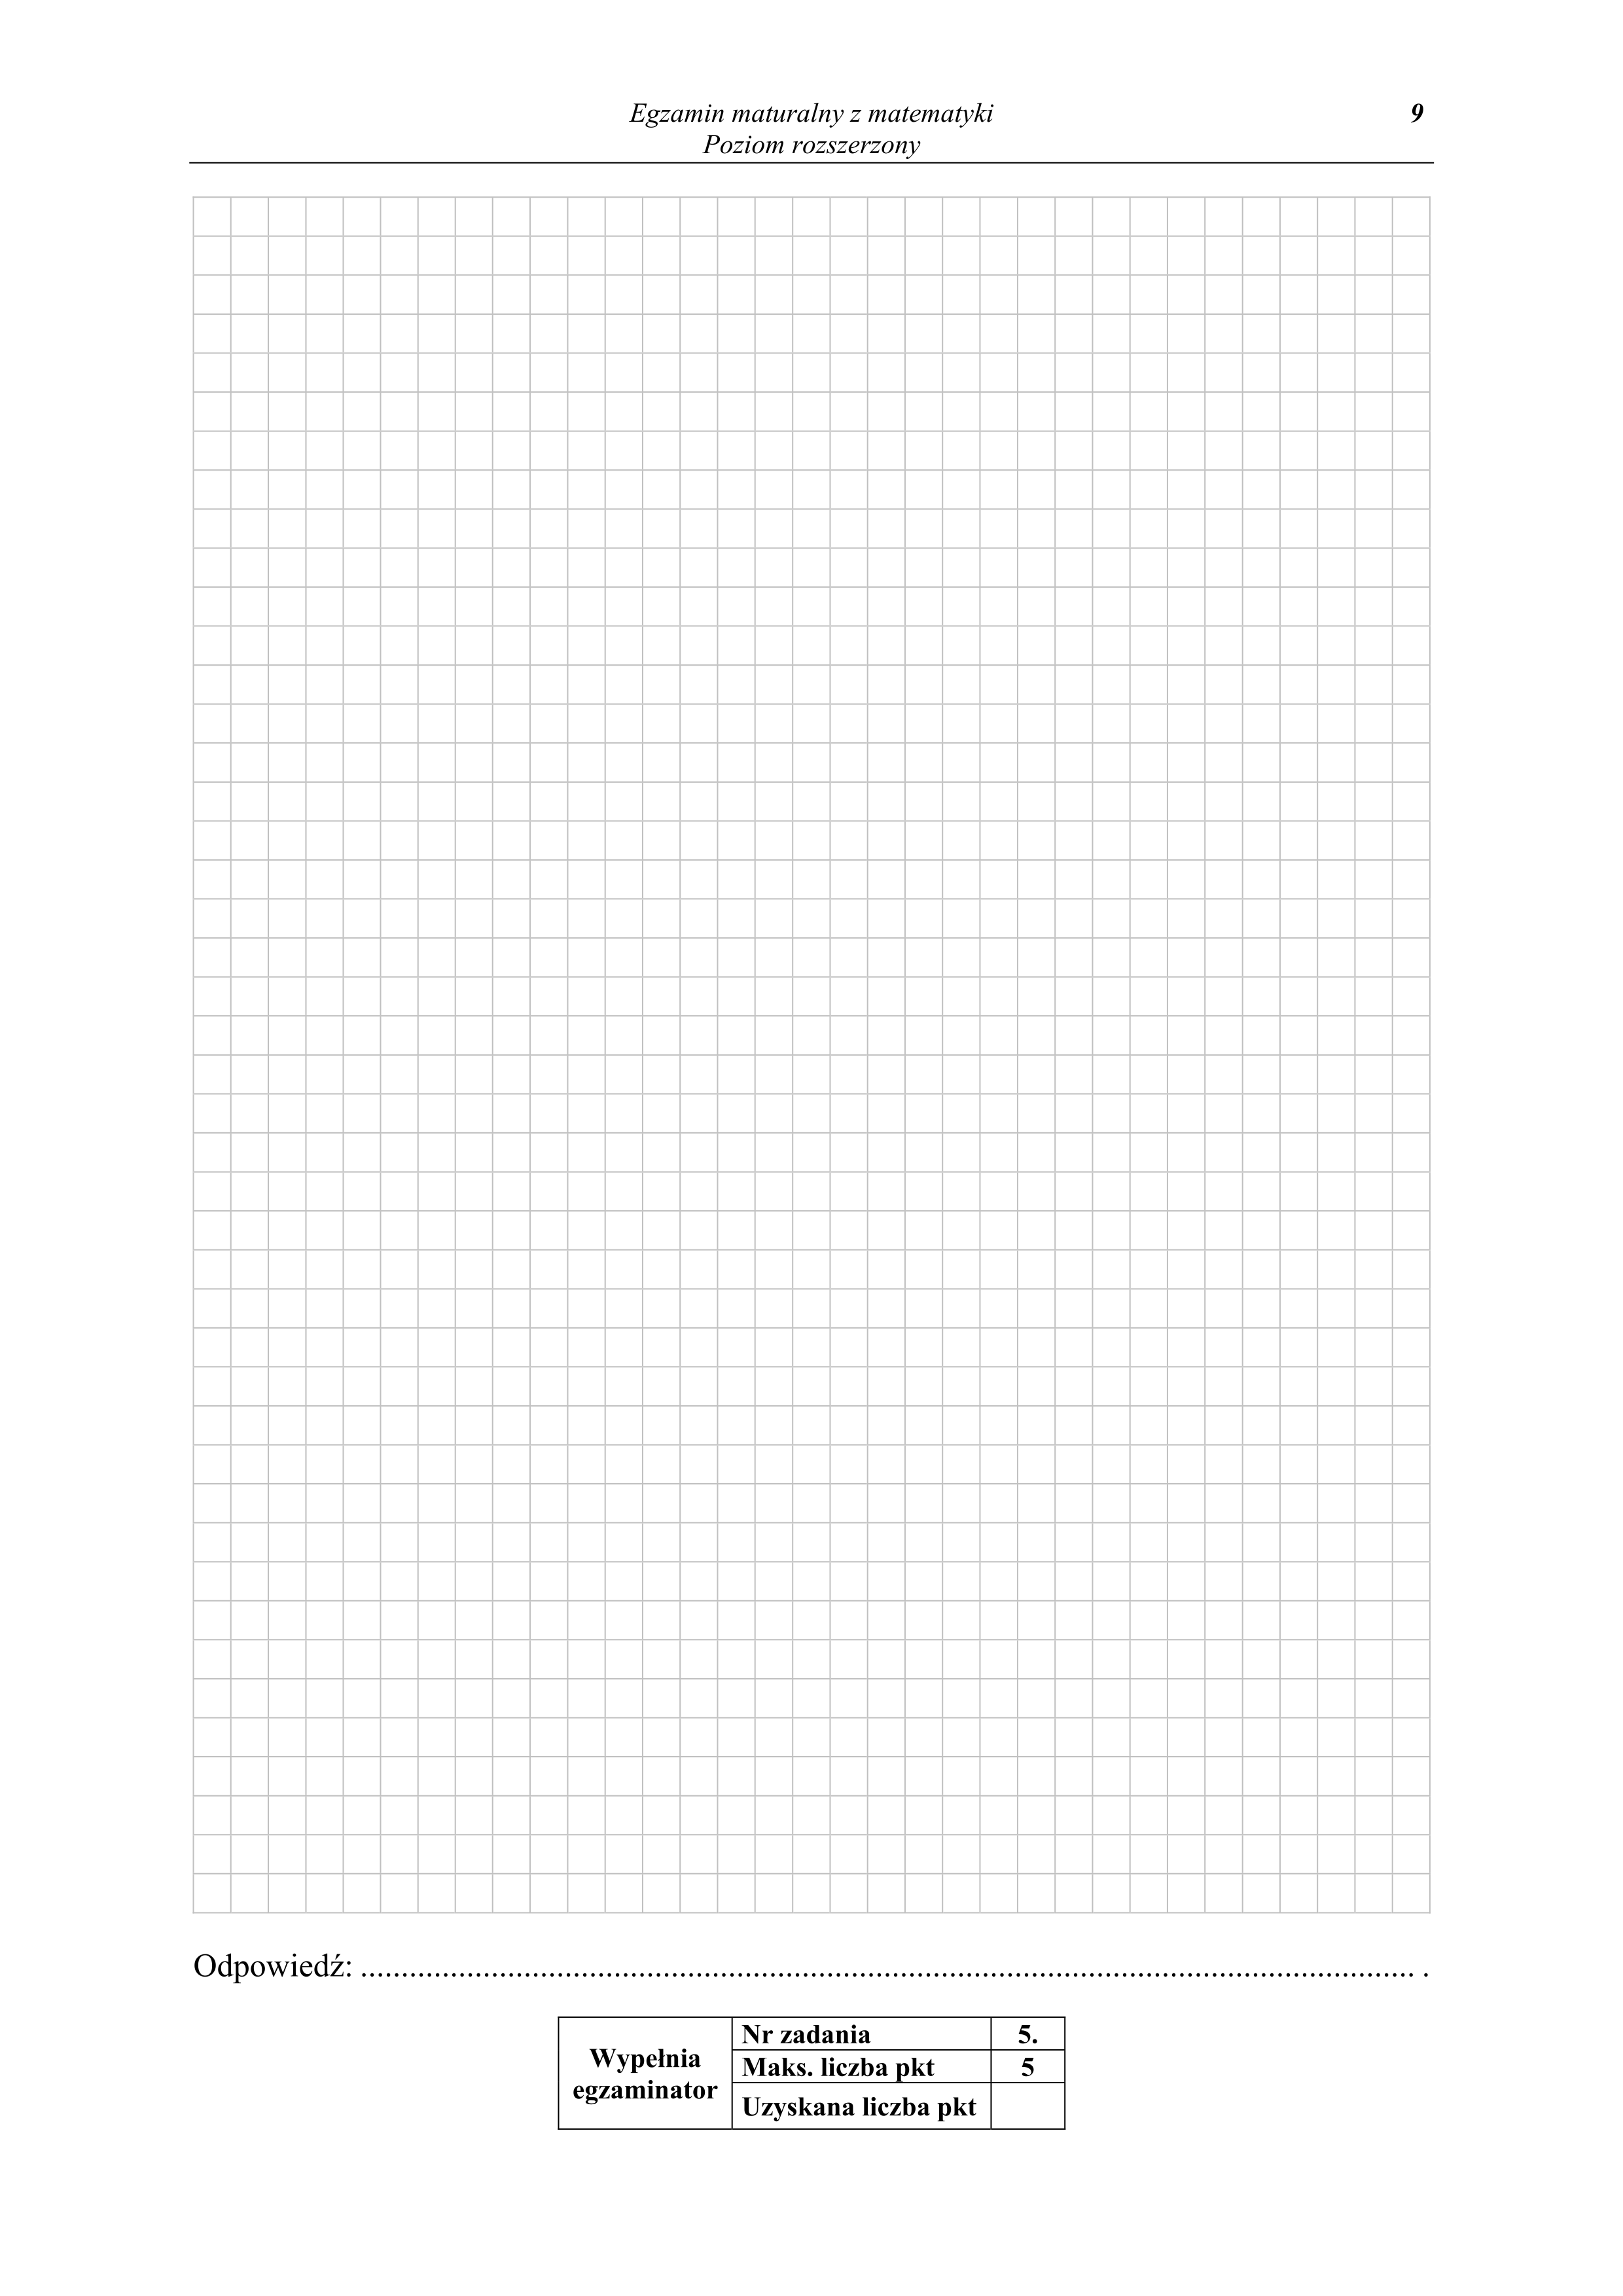 Egzamin maturalny z matematyki 9
Poziom rozszerzony
Odpowiedź: ................................................................................................................................. .
Wypełnia egzaminator
Nr zadania 5.
Maks. liczba pkt 5
Uzyskana liczba pkt